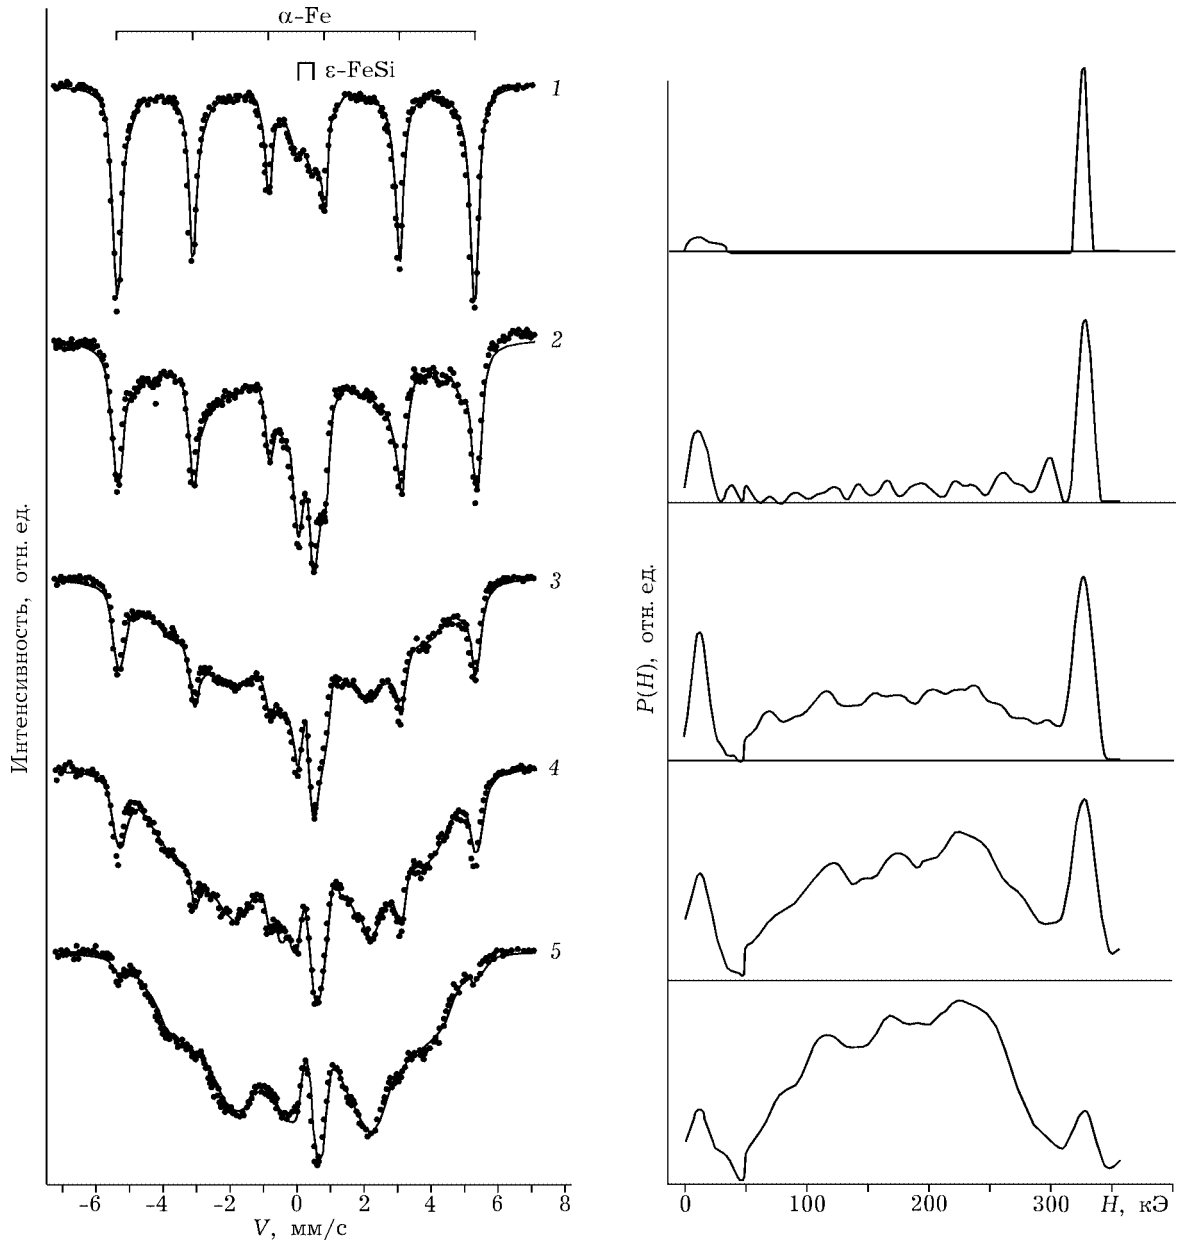 α-Fe
ε-FeSi
1
2
3
4
5
Интенсивность, отн. ед.
-6 -4 -2 0 2 4 6 8
V, мм/с
P(H), отн. ед.
0 100 200 300 H, кЭ